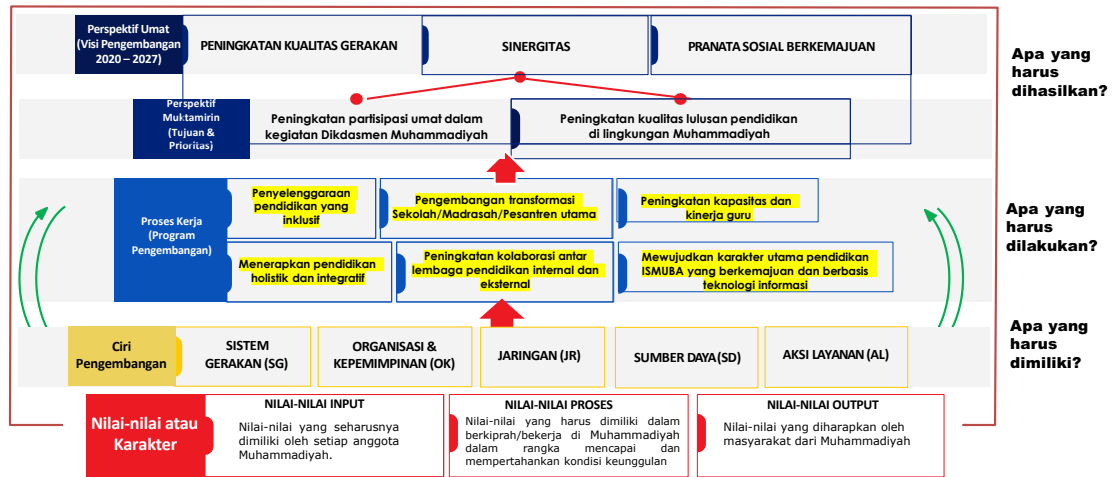 Perspektif Umat
(Visi Pengembangan
2020 – 2027)
PENINGKATAN KUALITAS GERAKAN
SINERGITAS
PRANATA SOSIAL BERKEMAJUAN
Apa yang
harus
dihasilkan?
Perspektif
Muktamirin
(Tujuan &
Prioritas)
Peningkatan partisipasi umat dalam
kegiatan Dikdasmen Muhammadiyah
Peningkatan kualitas lulusan pendidikan
di lingkungan Muhammadiyah
Proses Kerja
(Program
Pengembangan)
Penyelenggaraan
pendidikan yang
inklusif
Pengembangan transformasi
Sekolah/Madrasah/Pesantren utama
Peningkatan kapasitas dan
kinerja guru
Apa yang
harus
dilakukan?
Menerapkan pendidikan
holistik dan integratif
Peningkatan kolaborasi antar
lembaga pendidikan internal dan
eksternal
Mewujudkan karakter utama pendidikan
ISMUBA yang berkemajuan dan berbasis
teknologi informasi
Ciri
Pengembangan
SISTEM
GERAKAN (SG)
ORGANISASI &
KEPEMIMPINAN (OK)
JARINGAN (JR)
SUMBER DAYA(SD)
AKSI LAYANAN (AL)
Apa yang
harus
dimiliki?
Nilai-nilai atau
Karakter
NILAI-NILAI INPUT
Nilai-nilai yang seharusnya
dimiliki oleh setiap anggota
Muhammadiyah.
NILAI-NILAI PROSES
Nilai-nilai yang harus dimiliki dalam
berkiprah/bekerja di Muhammadiyah
dalam rangka mencapai dan
mempertahankan kondisi keunggulan
NILAI-NILAI OUTPUT
Nilai-nilai yang diharapkan oleh
masyarakat dari Muhammadiyah